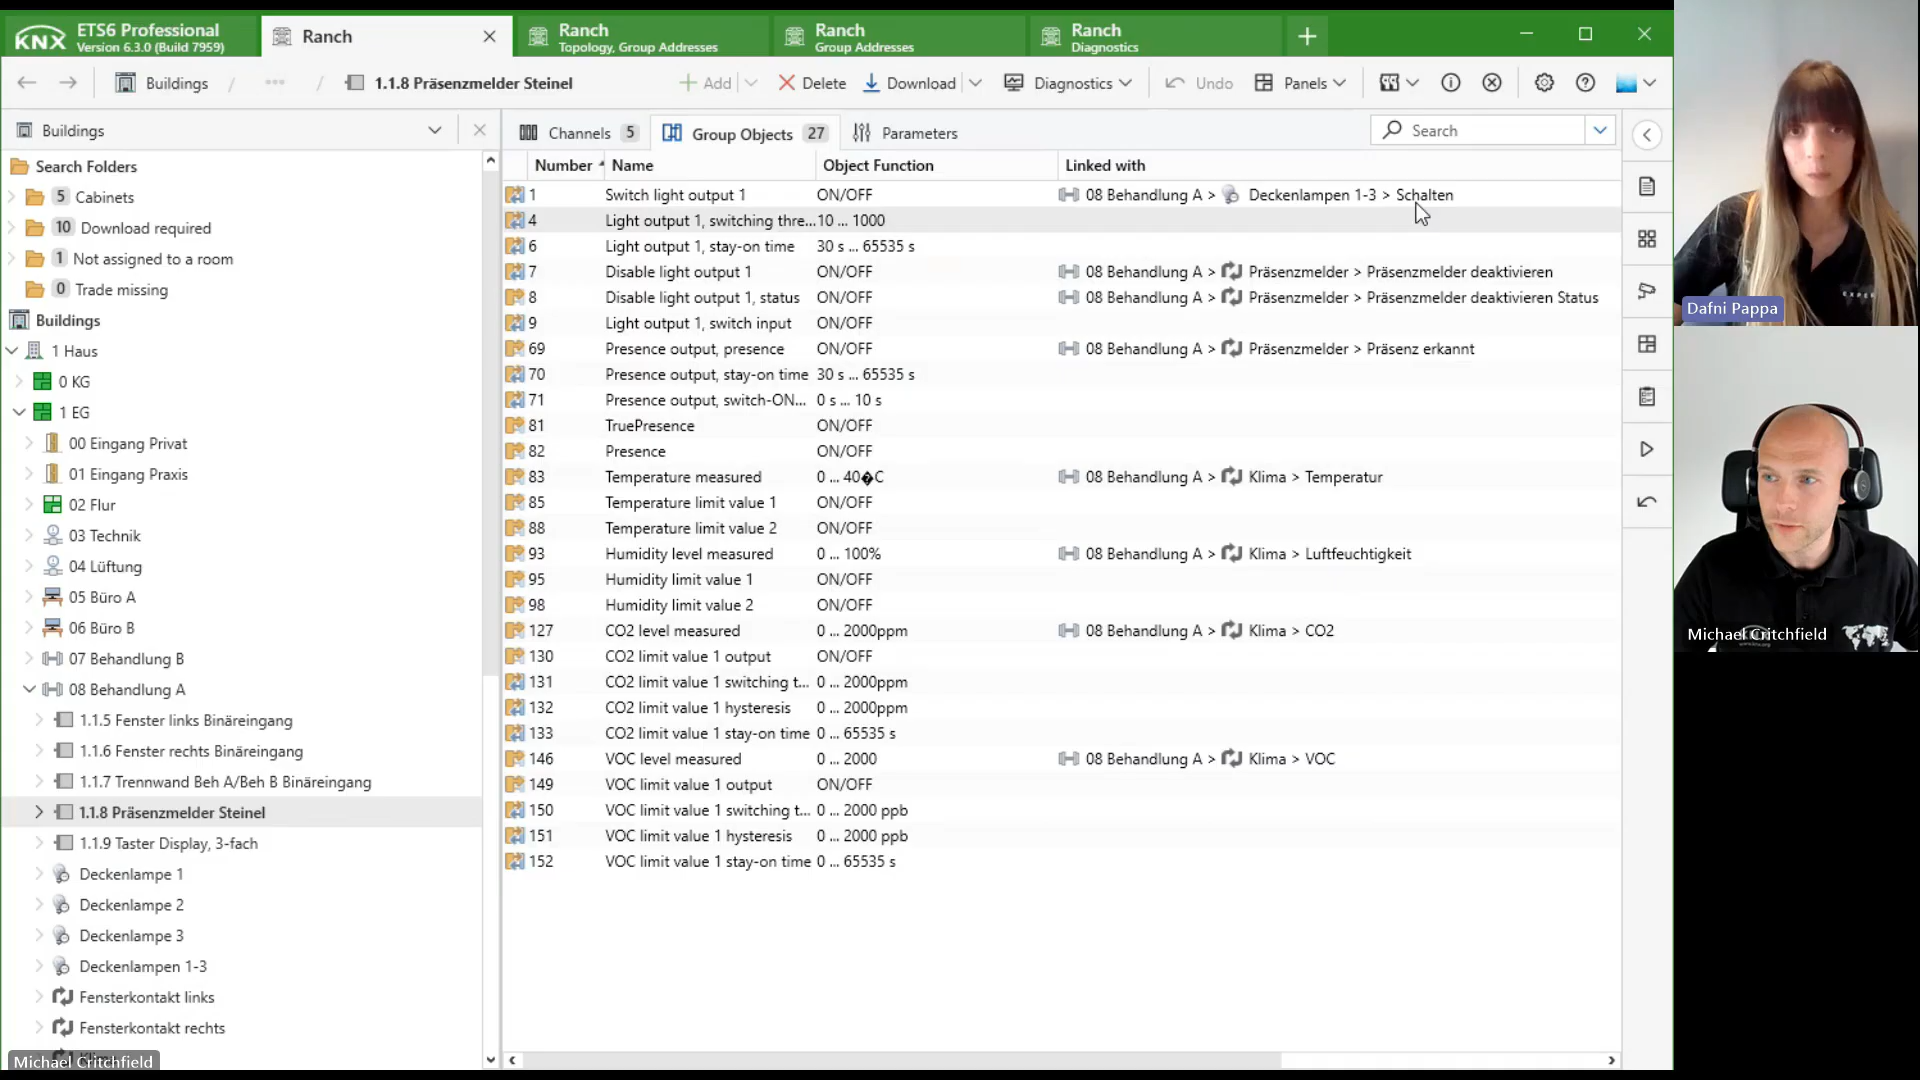 KNX ETS6 Professional
Version 6.3.0 (Build 7959)
Ranch
Ranch
Topology, Group Addresses
Ranch
Group Addresses
Ranch
Diagnostics
Buildings / ··· / 1.1.8 Präsenzmelder Steinel
Add
Delete
Download
Diagnostics
Undo
Panels
Buildings
Search Folders
5 Cabinets
10 Download required
1 Not assigned to a room
0 Trade missing
Buildings
1 Haus
0 KG
1 EG
00 Eingang Privat
01 Eingang Praxis
02 Flur
03 Technik
04 Lüftung
05 Büro A
06 Büro B
07 Behandlung B
08 Behandlung A
1.1.5 Fenster links Binäreingang
1.1.6 Fenster rechts Binäreingang
1.1.7 Trennwand Beh A/Beh B Binäreingang
1.1.8 Präsenzmelder Steinel
1.1.9 Taster Display, 3-fach
Deckenlampe 1
Deckenlampe 2
Deckenlampe 3
Deckenlampen 1-3
Fensterkontakt links
Fensterkontakt rechts
Michael Critchfield
Channels 5
Group Objects 27
Parameters
Search
Number Name Object Function Linked with
1 Switch light output 1 ON/OFF 08 Behandlung A > Deckenlampen 1-3 > Schalten
4 Light output 1, switching thre... 10 ... 1000
6 Light output 1, stay-on time 30 s ... 65535 s
7 Disable light output 1 ON/OFF 08 Behandlung A > Präsenzmelder > Präsenzmelder deaktivieren
8 Disable light output 1, status ON/OFF 08 Behandlung A > Präsenzmelder > Präsenzmelder deaktivieren Status
9 Light output 1, switch input ON/OFF
69 Presence output, presence ON/OFF 08 Behandlung A > Präsenzmelder > Präsenz erkannt
70 Presence output, stay-on time 30 s ... 65535 s
71 Presence output, switch-ON... 0 s ... 10 s
81 TruePresence ON/OFF
82 Presence ON/OFF
83 Temperature measured 0 ... 40�C 08 Behandlung A > Klima > Temperatur
85 Temperature limit value 1 ON/OFF
88 Temperature limit value 2 ON/OFF
93 Humidity level measured 0 ... 100% 08 Behandlung A > Klima > Luftfeuchtigkeit
95 Humidity limit value 1 ON/OFF
98 Humidity limit value 2 ON/OFF
127 CO2 level measured 0 ... 2000ppm 08 Behandlung A > Klima > CO2
130 CO2 limit value 1 output ON/OFF
131 CO2 limit value 1 switching t... 0 ... 2000ppm
132 CO2 limit value 1 hysteresis 0 ... 2000ppm
133 CO2 limit value 1 stay-on time 0 ... 65535 s
146 VOC level measured 0 ... 2000 08 Behandlung A > Klima > VOC
149 VOC limit value 1 output ON/OFF
150 VOC limit value 1 switching t... 0 ... 2000 ppb
151 VOC limit value 1 hysteresis 0 ... 2000 ppb
152 VOC limit value 1 stay-on time 0 ... 65535 s
Dafni Pappa
Michael Critchfield